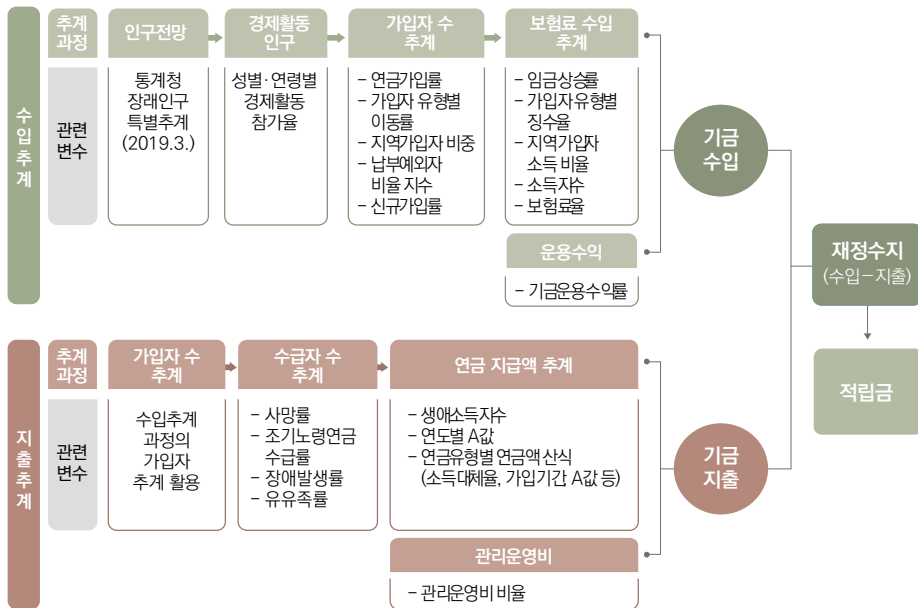 수입추계
추계
과정
인구전망
경제활동
인구
가입자 수
추계
보험료 수입
추계
관련
변수
통계청
장래인구
특별추계
(2019.3.)
성별·연령별
경제활동
참가율
– 연금가입률
– 가입자 유형별
이동률
– 지역가입자 비중
– 납부예외자
비율 지수
– 신규가입률
– 임금상승률
– 가입자 유형별
징수율
– 지역가입자
소득 비율
– 소득지수
– 보험료율
운용수익
– 기금운용수익률
기금
수입
재정수지
(수입–지출)
적립금
지출추계
추계
과정
가입자 수
추계
수급자 수
추계
연금 지급액 추계
관련
변수
수입추계
과정의
가입자
추계 활용
– 사망률
– 조기노령연금
수급률
– 장애발생률
– 유유족률
– 생애소득지수
– 연도별 A값
– 연금유형별 연금액 산식
(소득대체율, 가입기간, A값 등)
관리운영비
– 관리운영비 비율
기금
지출